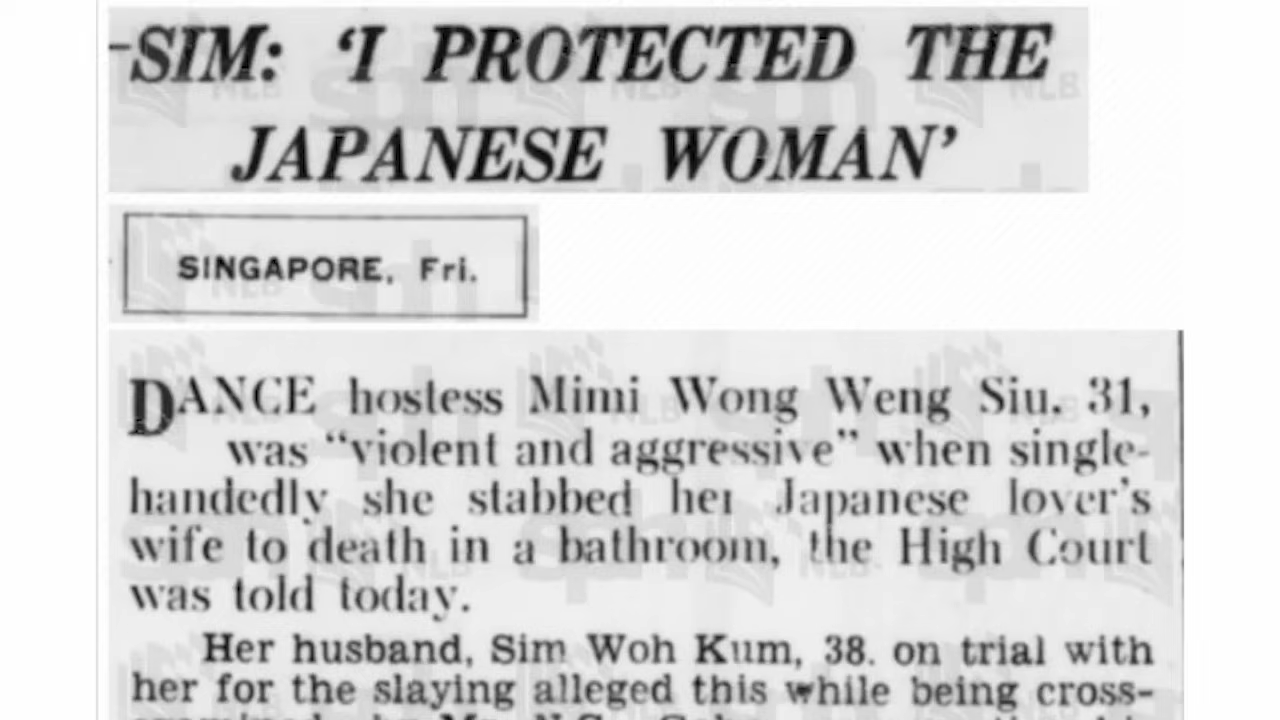 -SIM: ‘I PROTECTED THE
JAPANESE WOMAN’
SINGAPORE, Fri.
DANCE hostess Mimi Wong Weng Siu, 31,
was “violent and aggressive” when single-
handedly she stabbed her Japanese lover’s
wife to death in a bathroom, the High Court
was told today.
Her husband, Sim Woh Kum, 38. on trial with
her for the slaying alleged this while being cross-